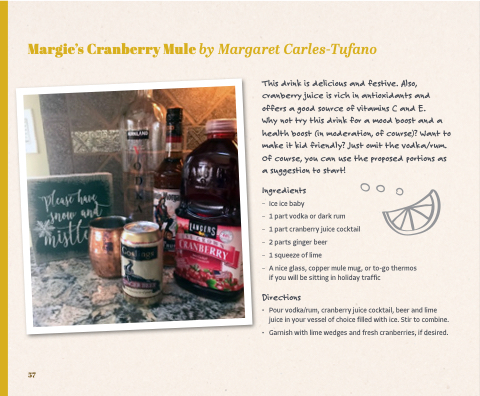 Margie's Cranberry Mule by Margaret Carles-Tufano
This drink is delicious and festive. Also,
cranberry juice is rich in antioxidants and
offers a good source of vitamins C and E.
Why not try this drink for a mood boost and a
health boost (in moderation, of course)? Want to
make it kid friendly? Just omit the vodka/rum.
Of course, you can use the proposed portions as
a suggestion to start!
Ingredients
- Ice ice baby
- 1 part vodka or dark rum
- 1 part cranberry juice cocktail
- 2 parts ginger beer
- 1 squeeze of lime
- A nice glass, copper mule mug, or to-go thermos
if you will be sitting in holiday traffic
Directions
• Pour vodka/rum, cranberry juice cocktail, beer and lime
juice in your vessel of choice filled with ice. Stir to combine.
• Garnish with lime wedges and fresh cranberries, if desired.
please have
snow and
mistle
KIRKLAND
LANGERS
CRANBERRY
GINGER BEER
37